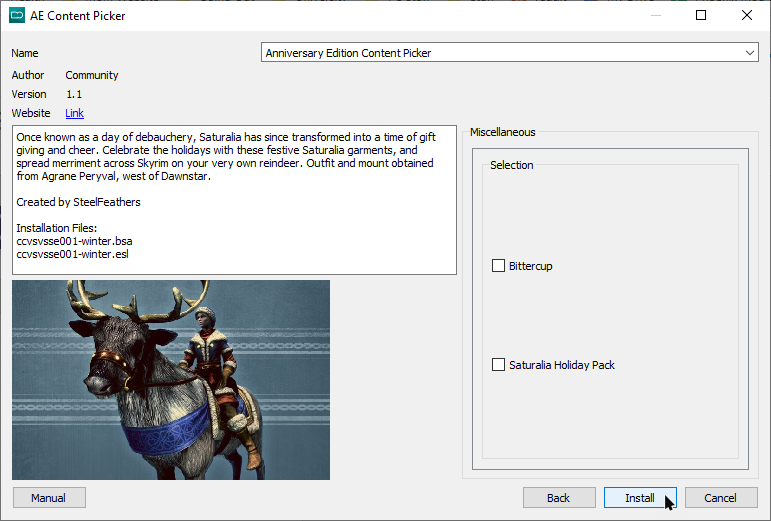 AE Content Picker
Name
Anniversary Edition Content Picker
Author Community
Version 1.1
Website Link
Once known as a day of debauchery, Saturalia has since transformed into a time of gift
giving and cheer. Celebrate the holidays with these festive Saturalia garments, and
spread merriment across Skyrim on your very own reindeer. Outfit and mount obtained
from Agrane Peryval, west of Dawnstar.
Created by SteelFeathers
Installation Files:
ccvsvsse001-winter.bsa
ccvsvsse001-winter.esl
Miscellaneous
Selection
Bittercup
Saturalia Holiday Pack
Manual
Back
Install
Cancel